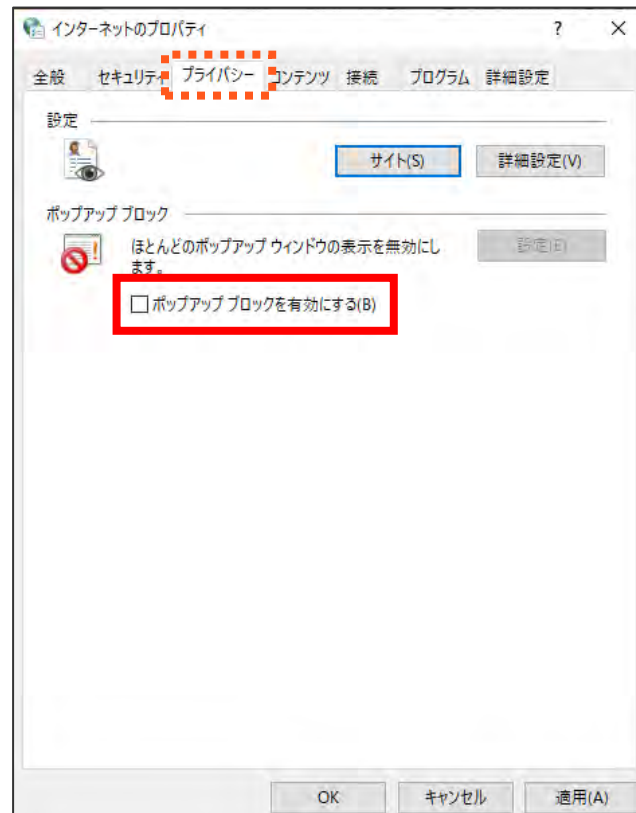 インターネットのプロパティ ? ×
全般 セキュリティ プライバシー コンテンツ 接続 プログラム 詳細設定
設定
サイト(S) 詳細設定(V)
ポップアップ ブロック
ほとんどのポップアップ ウィンドウの表示を無効にし 設定(E)
ます。
ポップアップ ブロックを有効にする(B)
OK キャンセル 適用(A)